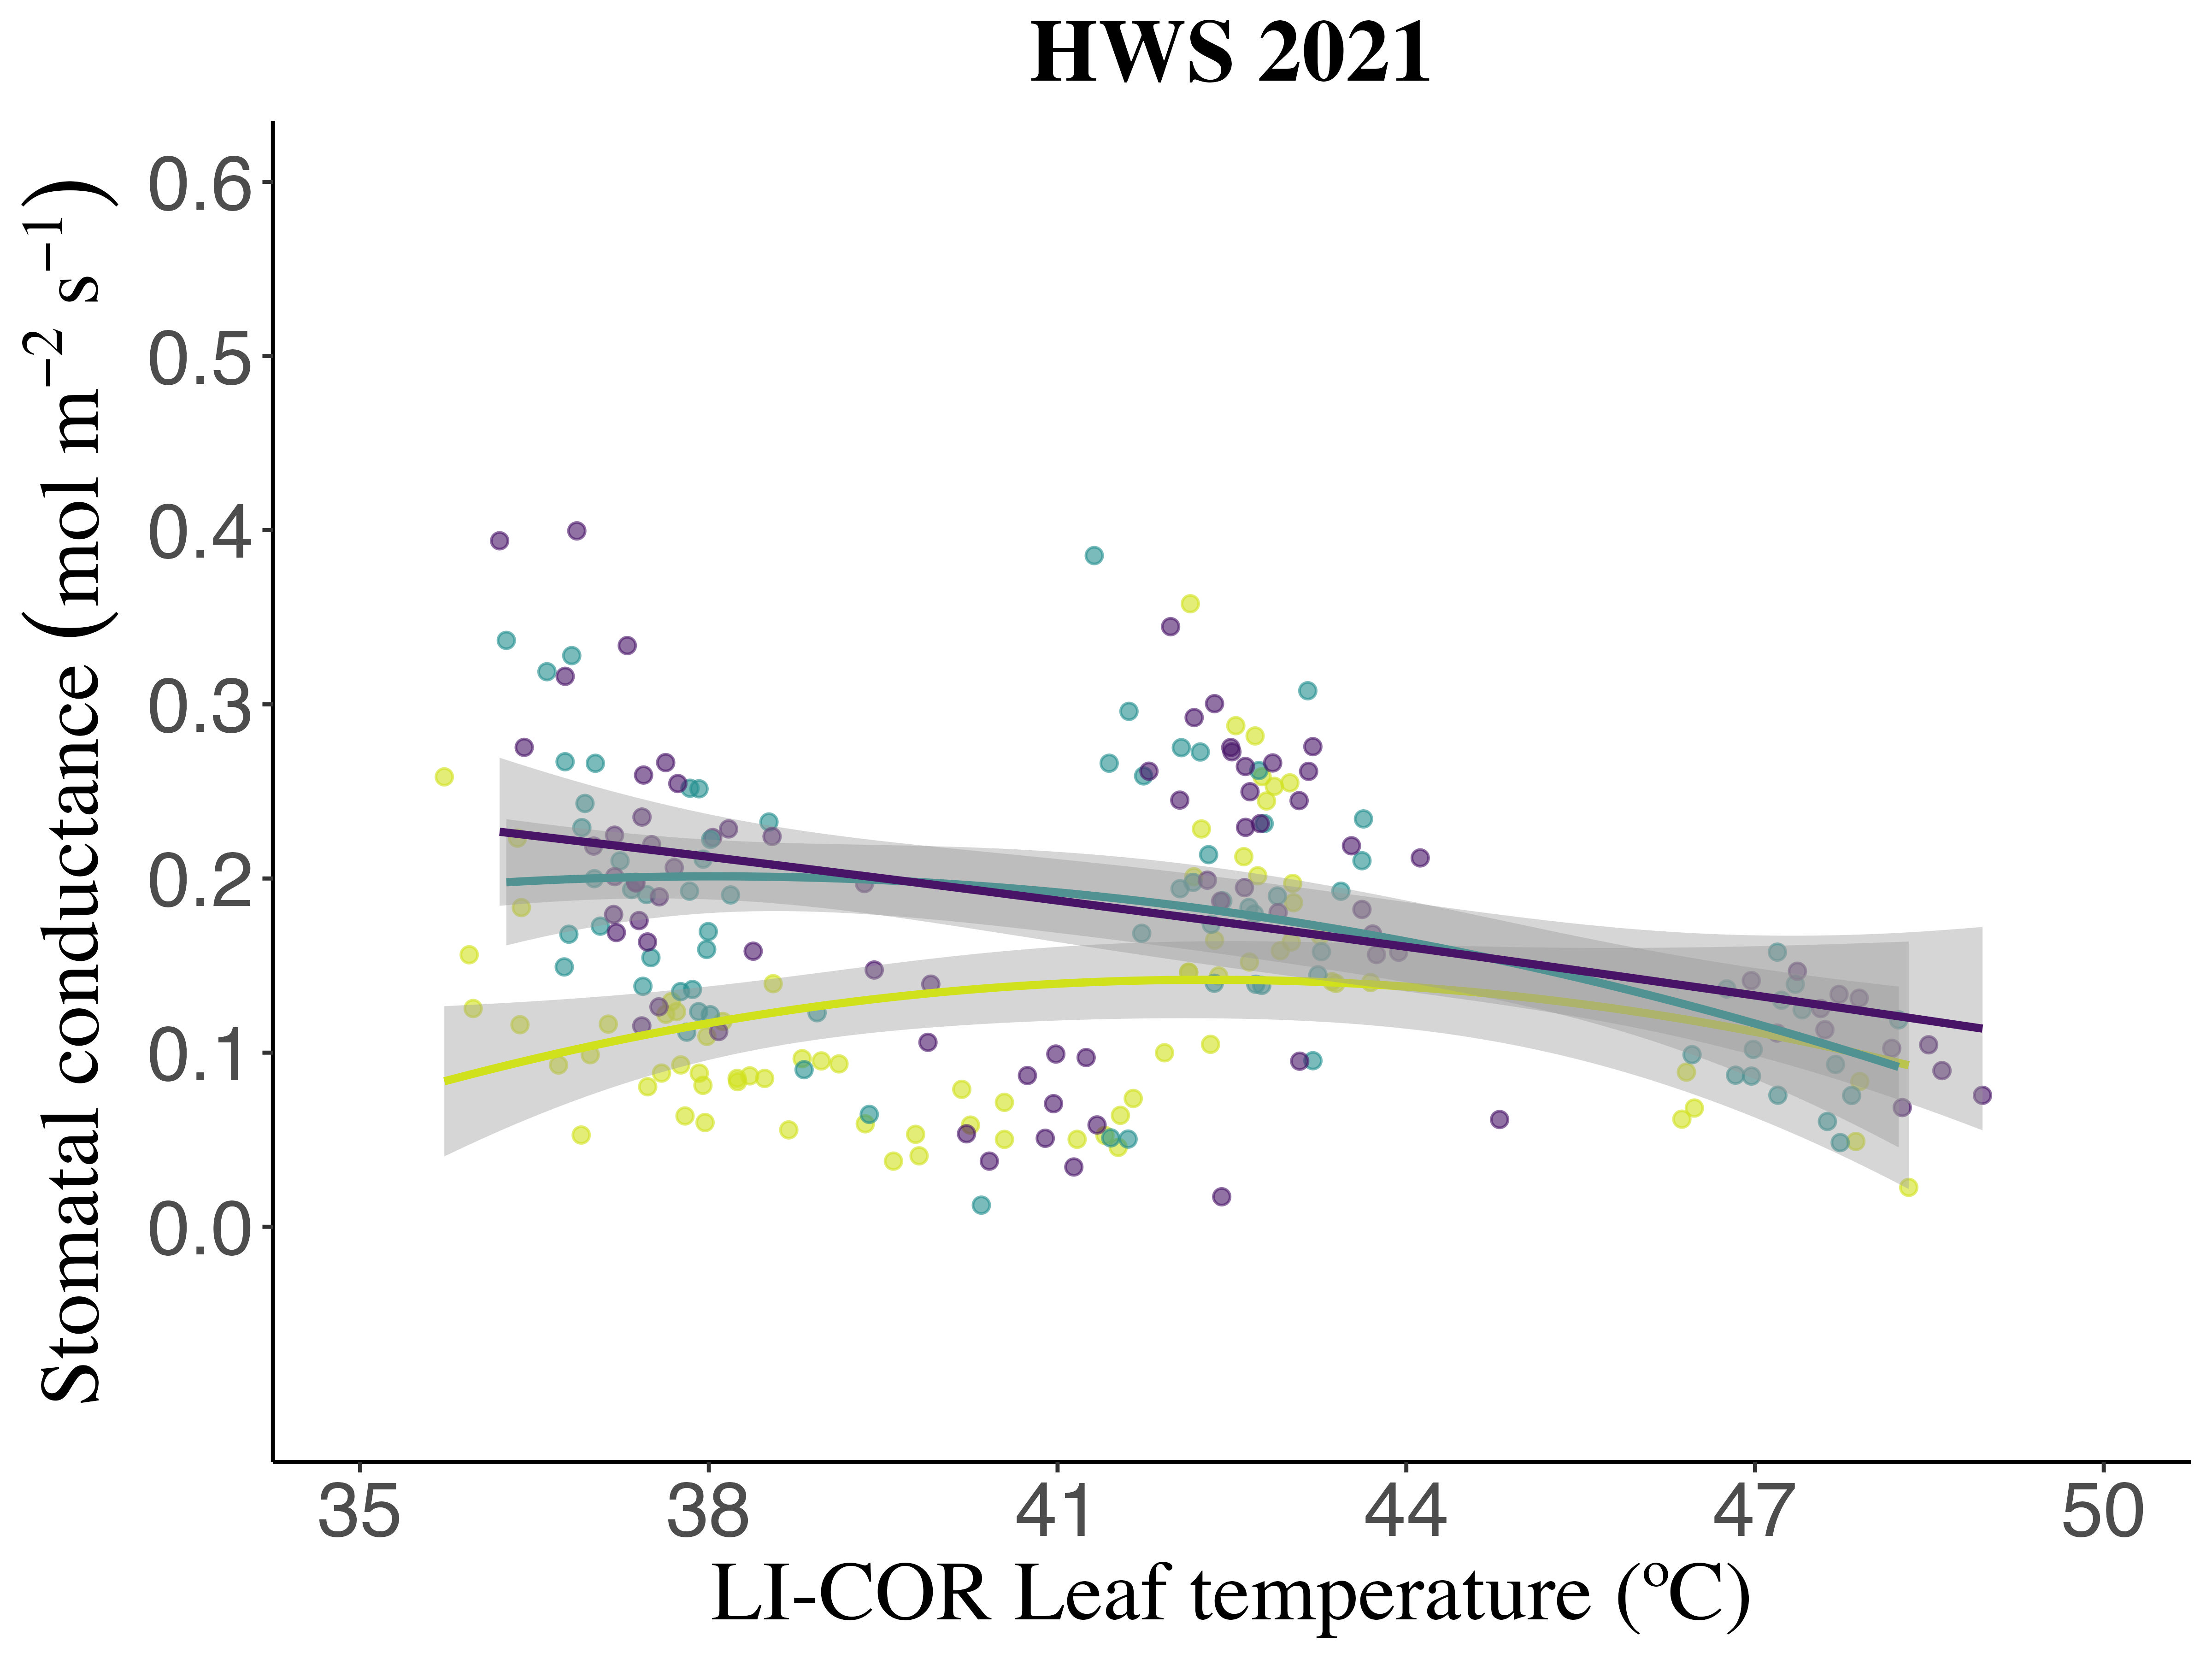 HWS 2021
Stomatal conductance (mol m⁻² s⁻¹)
0.6
0.5
0.4
0.3
0.2
0.1
0.0
35 38 41 44 47 50
LI-COR Leaf temperature (ºC)